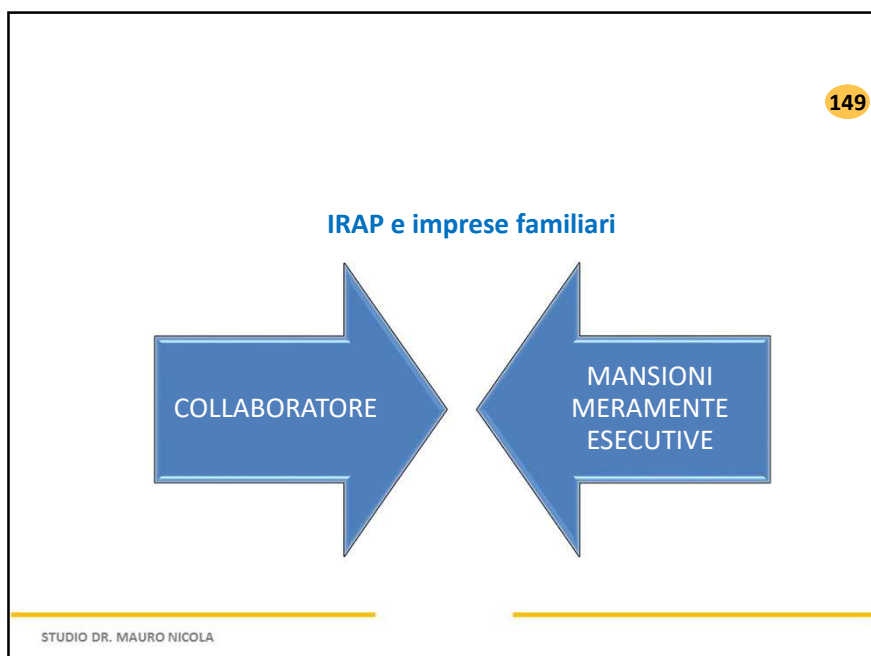 149
IRAP e imprese familiari
COLLABORATORE
MANSIONI
MERAMENTE
ESECUTIVE
STUDIO DR. MAURO NICOLA